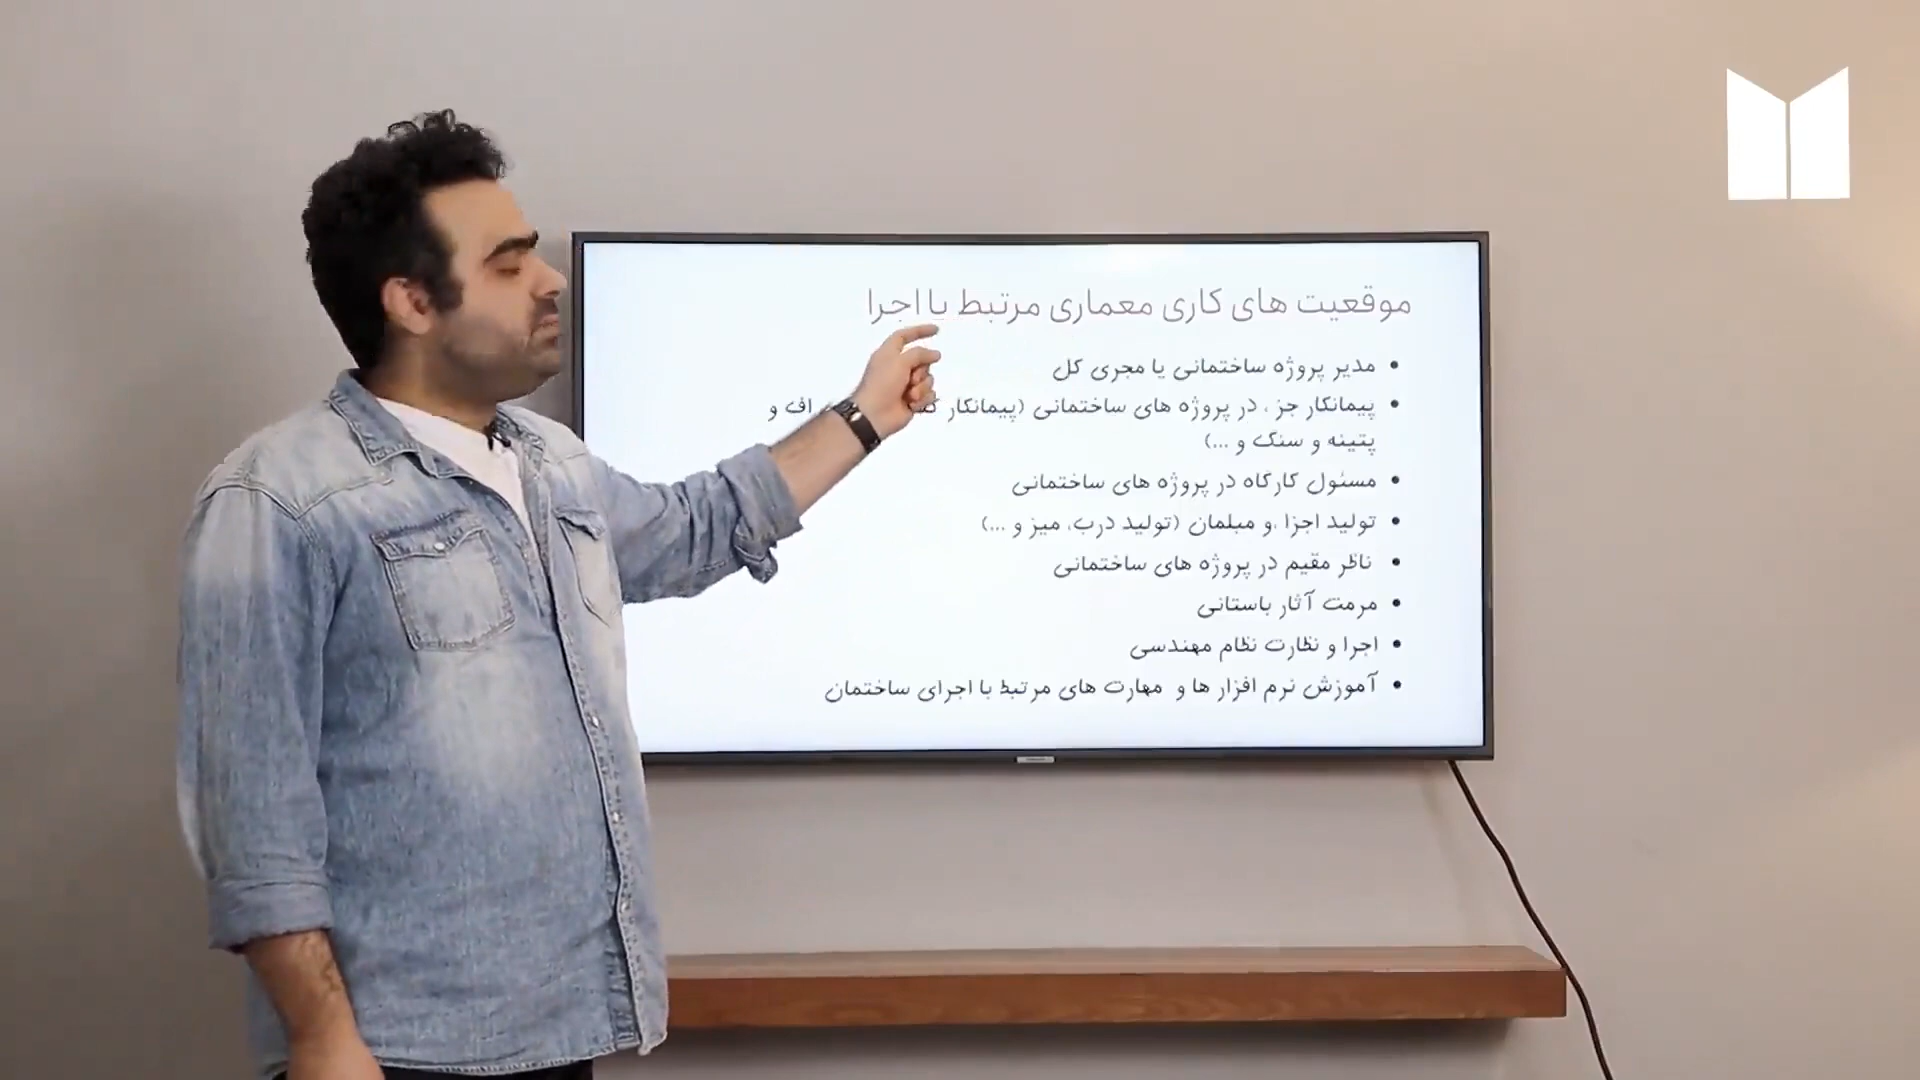 موقعیت های کاری معماری مرتبط با اجرا
• مدیر پروژه ساختمانی یا مجری کل
• پیمانکار جز ، در پروژه های ساختمانی (پیمانکار اف و
پتینه و سنگ و ...)
• مسئول کارگاه در پروژه های ساختمانی
• تولید اجزا ،و مبلمان (تولید درب، میز و ...)
• ناظر مقیم در پروژه های ساختمانی
• مرمت آثار باستانی
• اجرا و نظارت نظام مهندسی
• آموزش نرم افزار ها و مهارت های مرتبط با اجرای ساختمان